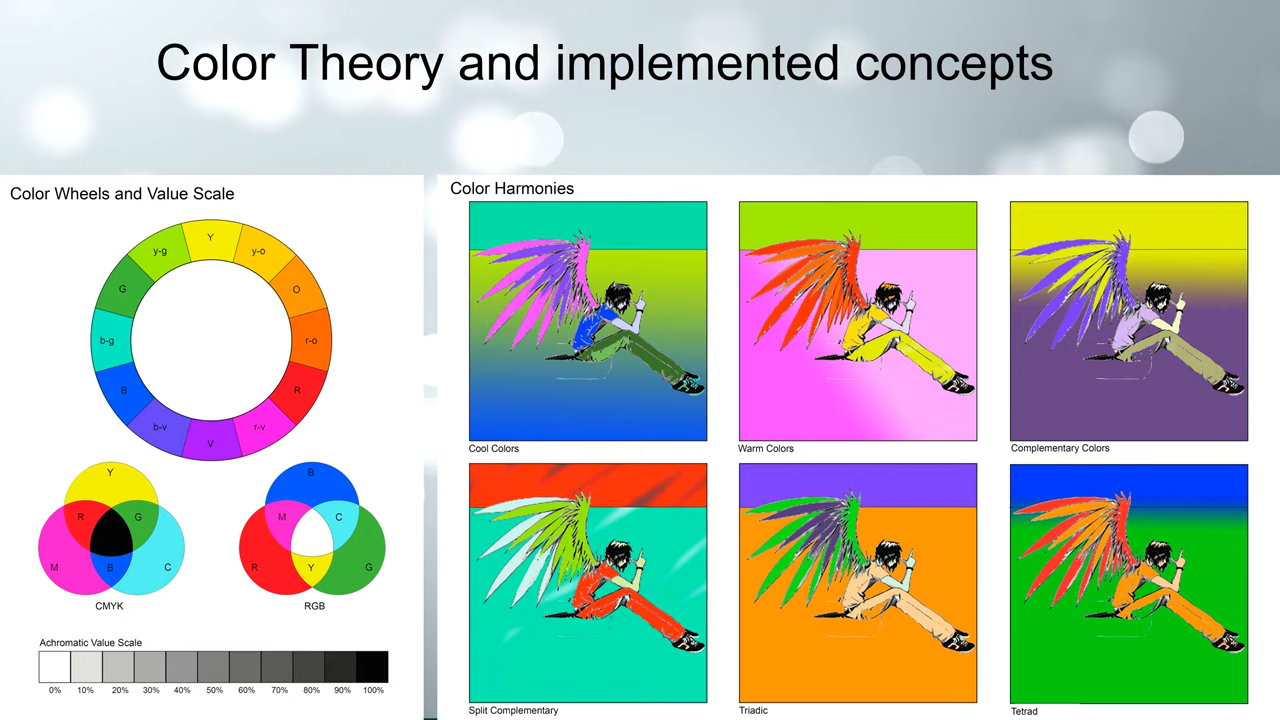 Color Theory and implemented concepts
Color Wheels and Value Scale
Y
y-g
y-o
G
O
b-g
r-o
B
R
b-v
r-v
V
Y
R
G
M
B
C
CMYK
B
M
C
R
Y
G
RGB
Achromatic Value Scale
0% 10% 20% 30% 40% 50% 60% 70% 80% 90% 100%
Color Harmonies
Cool Colors
Warm Colors
Complementary Colors
Split Complementary
Triadic
Tetrad